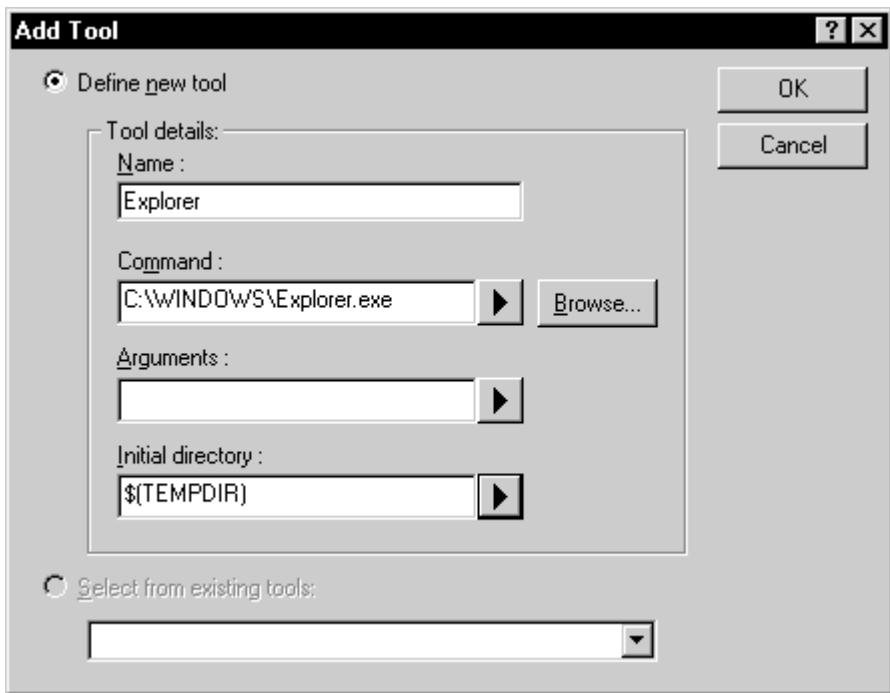 Add Tool
Define new tool
OK
Tool details:
Cancel
Name :
Explorer
Command :
C:\WINDOWS\Explorer.exe
Browse...
Arguments :
Initial directory :
$(TEMPDIR)
Select from existing tools: